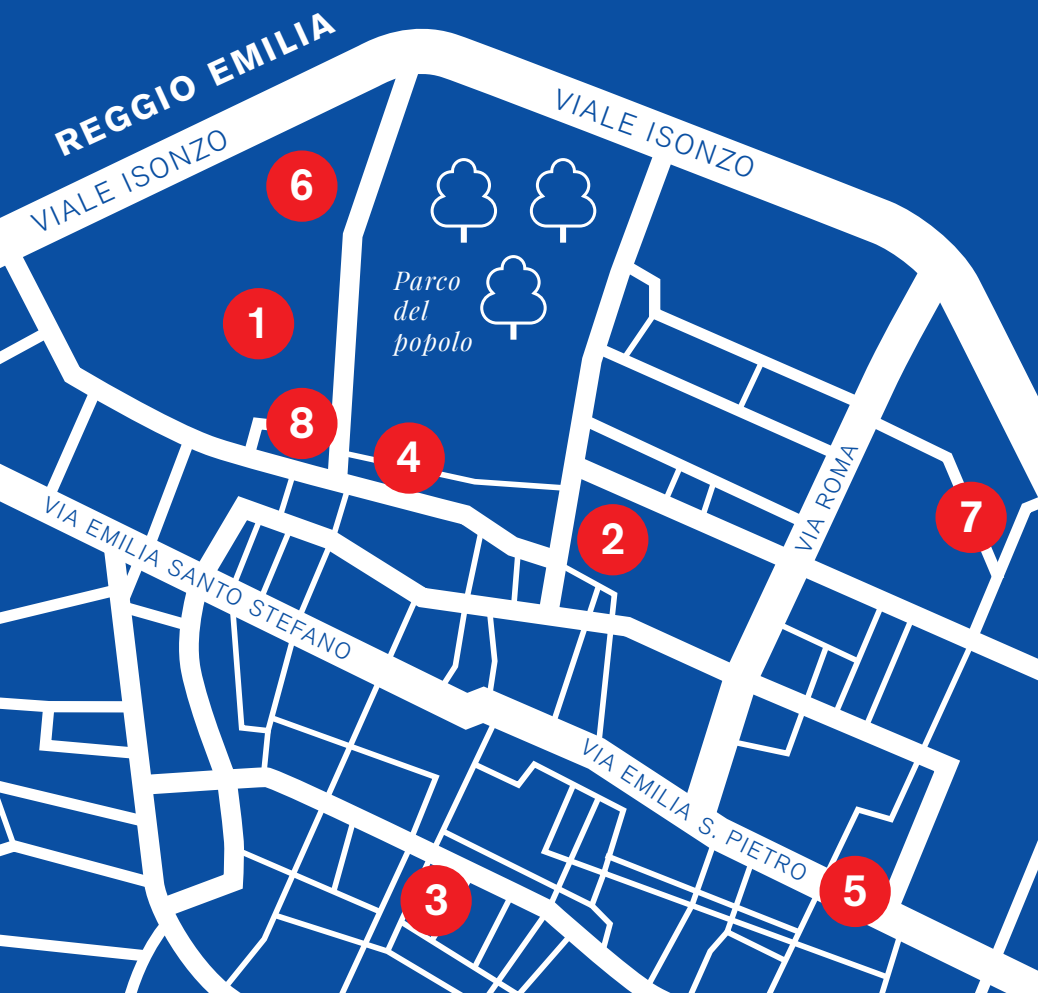 REGGIO EMILIA
VIALE ISONZO
VIALE ISONZO
6
Parco
del
popolo
1
8
4
VIA ROMA
7
2
VIA EMILIA SANTO STEFANO
VIA EMILIA S. PIETRO
3
5